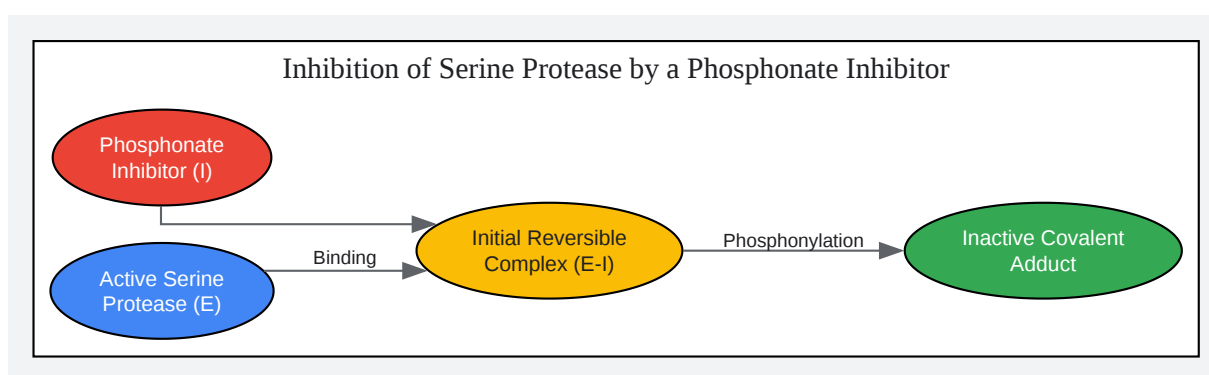 Inhibition of Serine Protease by a Phosphonate Inhibitor
Phosphonate
Inhibitor (I)
Active Serine
Protease (E)
Binding
Initial Reversible
Complex (E-I)
Phosphonylation
Inactive Covalent
Adduct